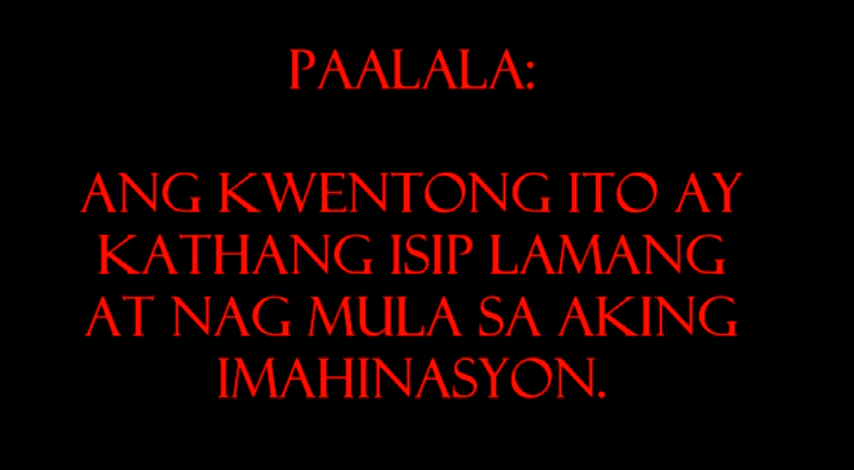 PAALALA:
ANG KWENTONG ITO AY
KATHANG ISIP LAMANG
AT NAG MULA SA AKING
IMAHINASYON.